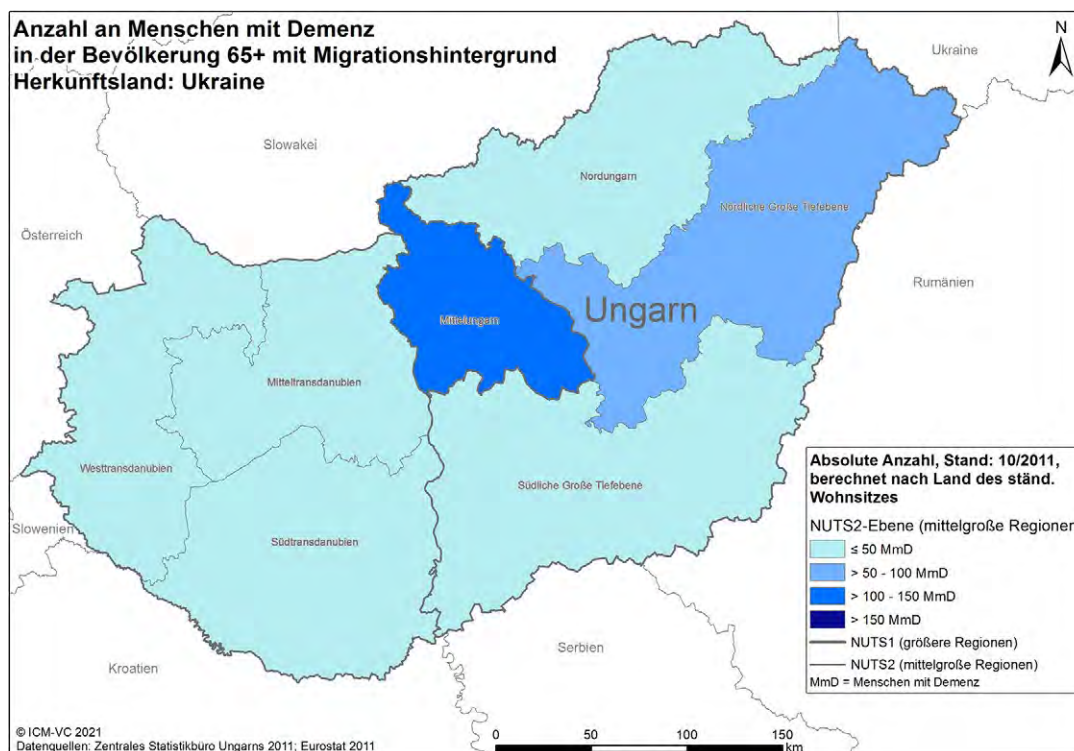 Anzahl an Menschen mit Demenz
in der Bevölkerung 65+ mit Migrationshintergrund
Herkunftsland: Ukraine
N
Ukraine
Slowakei
Nordungarn
Nördliche Große Tiefebene
Österreich
Rumänien
Ungarn
Mittelungarn
Mitteltransdanubien
Westtransdanubien
Südliche Große Tiefebene
Slowenien
Südtransdanubien
Kroatien
Serbien
Absolute Anzahl, Stand: 10/2011,
berechnet nach Land des ständ.
Wohnsitzes
NUTS2-Ebene (mittelgroße Regionen
≤ 50 MmD
> 50 - 100 MmD
> 100 - 150 MmD
> 150 MmD
NUTS1 (größere Regionen)
NUTS2 (mittelgroße Regionen)
MmD = Menschen mit Demenz
© ICM-VC 2021
Datenquellen: Zentrales Statistikbüro Ungarns 2011; Eurostat 2011
0 50 100 150
km